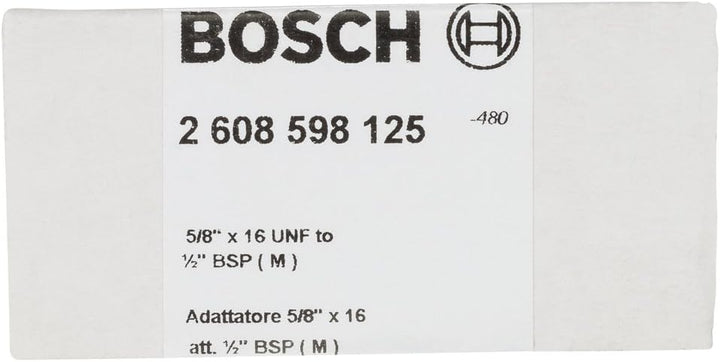 BOSCH
2 608 598 125 -480
5/8" x 16 UNF to
½" BSP ( M )
Adattatore 5/8" x 16
att. ½" BSP ( M )